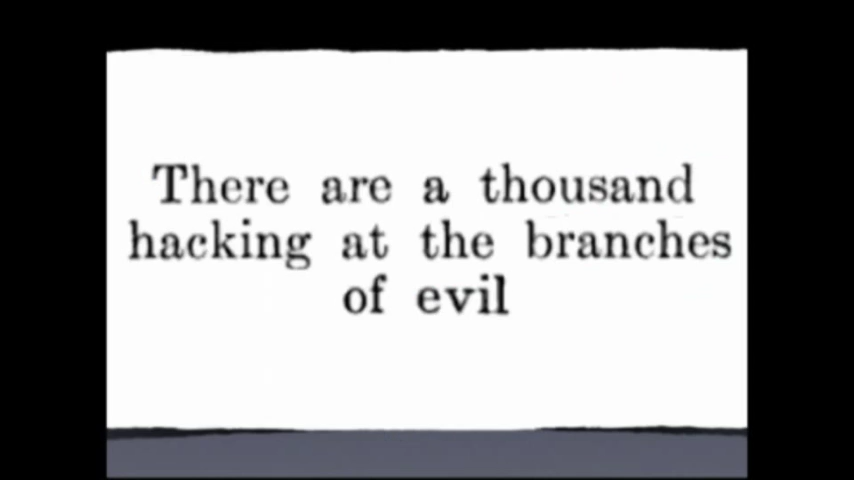 There are a thousand
hacking at the branches
of evil